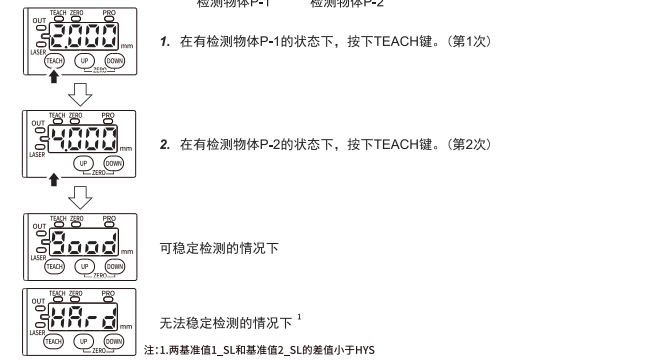 检测物体P-1 检测物体P-2
TEACH ZERO PRO
OUT
2.000 mm
LASER
TEACH UP DOWN
ZERO
1. 在有检测物体P-1的状态下，按下TEACH键。(第1次)
TEACH ZERO PRO
OUT
4.000 mm
LASER
UP DOWN
ZERO
2. 在有检测物体P-2的状态下，按下TEACH键。(第2次)
TEACH ZERO PRO
OUT
9ood mm
LASER
TEACH UP DOWN
ZERO
可稳定检测的情况下
TEACH ZERO PRO
OUT
HArd mm
LASER
TEACH UP DOWN
ZERO
无法稳定检测的情况下 1
注:1.两基准值1_SL和基准值2_SL的差值小于HYS